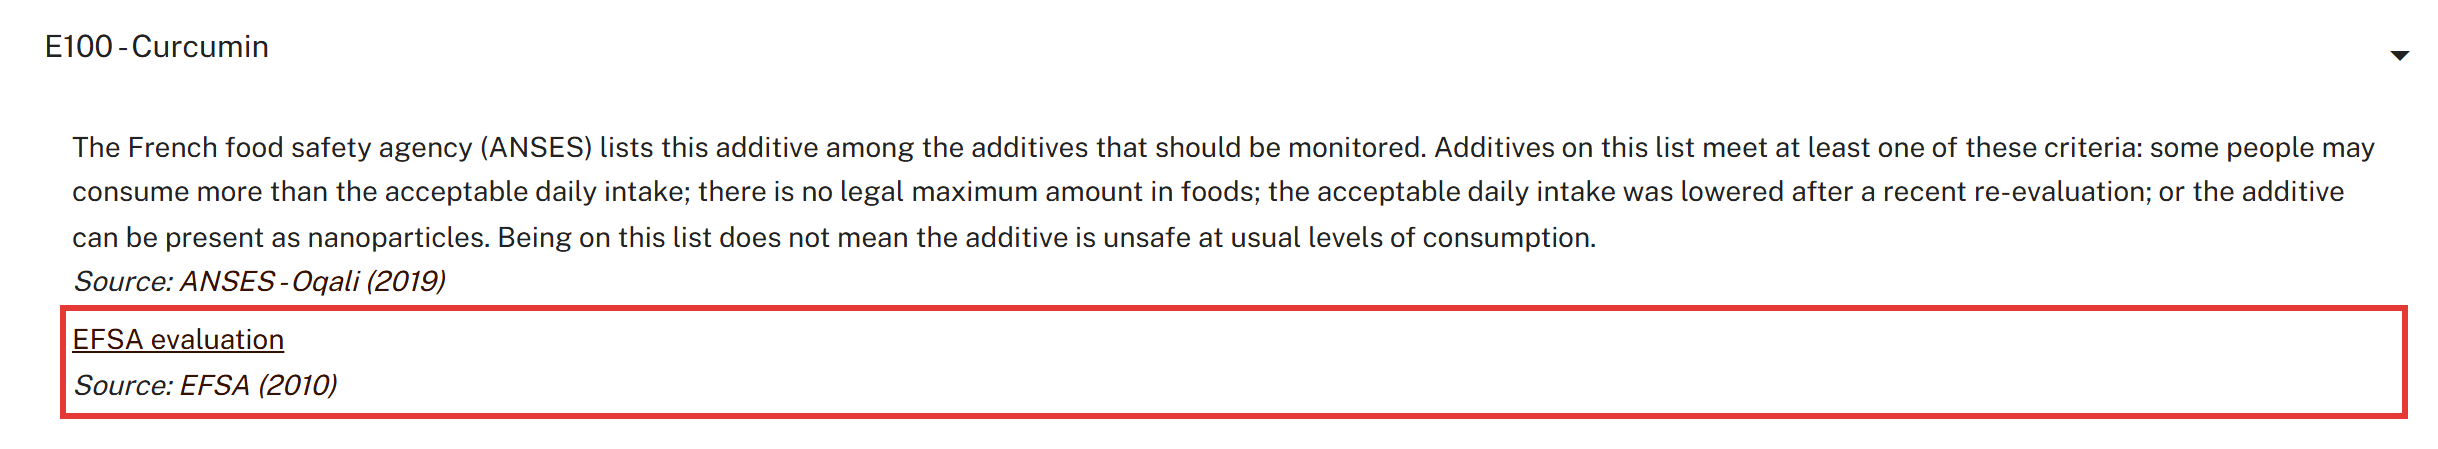 E100 - Curcumin
The French food safety agency (ANSES) lists this additive among the additives that should be monitored. Additives on this list meet at least one of these criteria: some people may
consume more than the acceptable daily intake; there is no legal maximum amount in foods; the acceptable daily intake was lowered after a recent re-evaluation; or the additive
can be present as nanoparticles. Being on this list does not mean the additive is unsafe at usual levels of consumption.
Source: ANSES - Oqali (2019)
EFSA evaluation
Source: EFSA (2010)